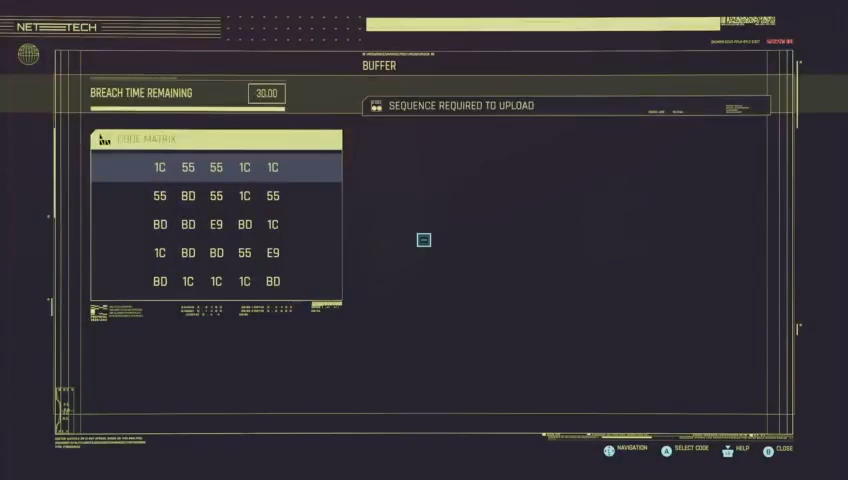 NET TECH
BUFFER
BREACH TIME REMAINING 30.00
SEQUENCE REQUIRED TO UPLOAD
CODE MATRIX
1C 55 55 1C 1C
55 BD 55 1C 55
BD BD E9 BD 1C
1C BD BD 55 E9
BD 1C 1C 1C BD
NAVIGATION A SELECT CODE HELP B CLOSE